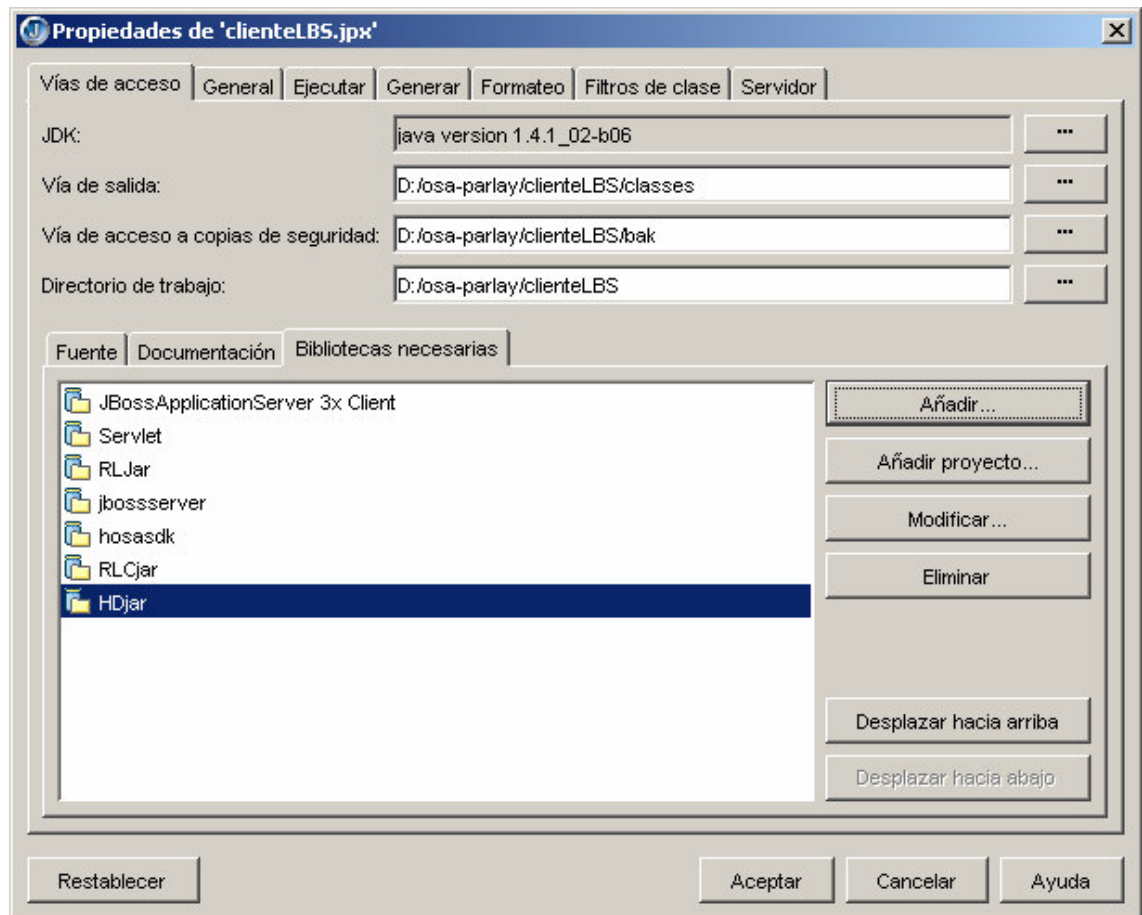 Propiedades de 'clienteLBS.jpx'
Vías de acceso General Ejecutar Generar Formateo Filtros de clase Servidor
JDK: java version 1.4.1_02-b06 ...
Vía de salida: D:/osa-parlay/clienteLBS/classes ...
Vía de acceso a copias de seguridad: D:/osa-parlay/clienteLBS/bak ...
Directorio de trabajo: D:/osa-parlay/clienteLBS ...
Fuente Documentación Bibliotecas necesarias
JBossApplicationServer 3x Client
Servlet
RLJar
jbossserver
hosasdk
RLCjar
HDjar
Añadir...
Añadir proyecto...
Modificar...
Eliminar
Desplazar hacia arriba
Desplazar hacia abajo
Restablecer Aceptar Cancelar Ayuda